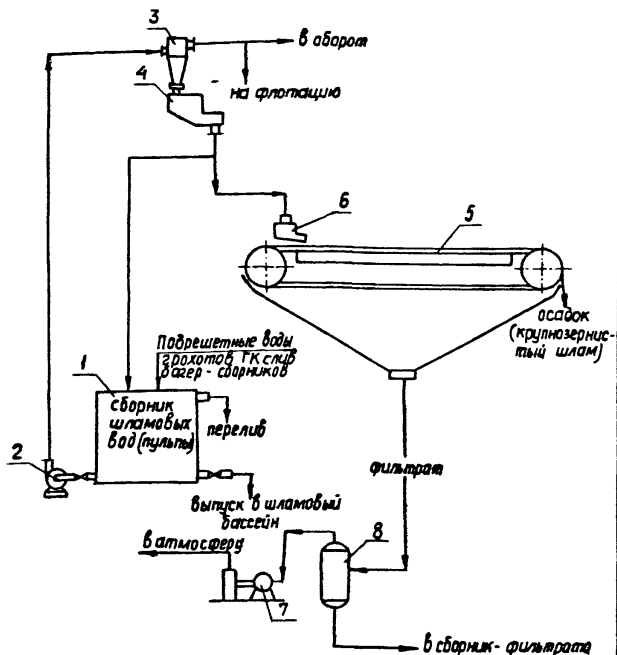 3
в абарот
4
на флотацию
6
5
осадок
(крупнозернис-
тый шлам)
Подрешетные воды
грохотов ГК слив
багер-сборников
1
сборник
шламовых
вод (пульпы)
перелив
2
фильтрат
выпуск в шламовый
бассейн
в атмосферу
8
7
в сборник-фильтрата